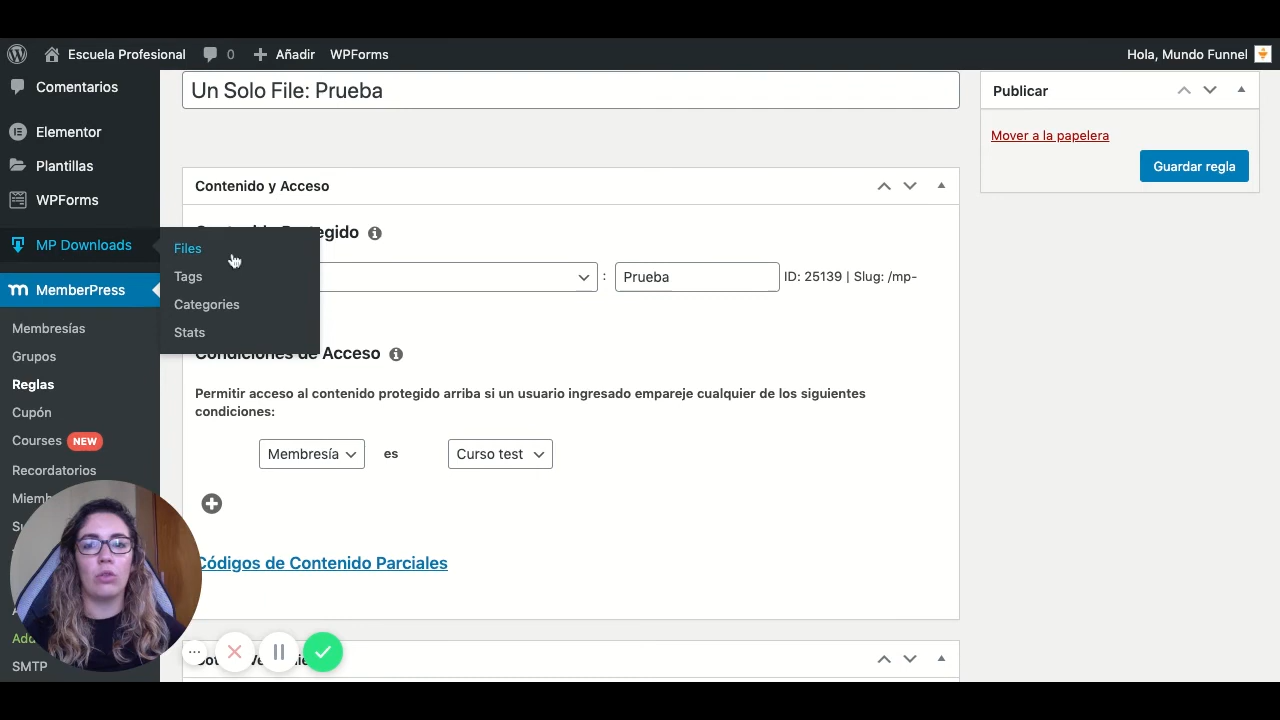 Escuela Profesional
0
Añadir
WPForms
Hola, Mundo Funnel
Comentarios
Elementor
Plantillas
WPForms
MP Downloads
Files
Tags
Categories
Stats
MemberPress
Membresías
Grupos
Reglas
Cupón
Courses NEW
Recordatorios
SMTP
Un Solo File: Prueba
Contenido y Acceso
: Prueba ID: 25139 | Slug: /mp-
Condiciones de Acceso
Permitir acceso al contenido protegido arriba si un usuario ingresado empareje cualquier de los siguientes
condiciones:
Membresía es Curso test
Códigos de Contenido Parciales
Publicar
Mover a la papelera
Guardar regla